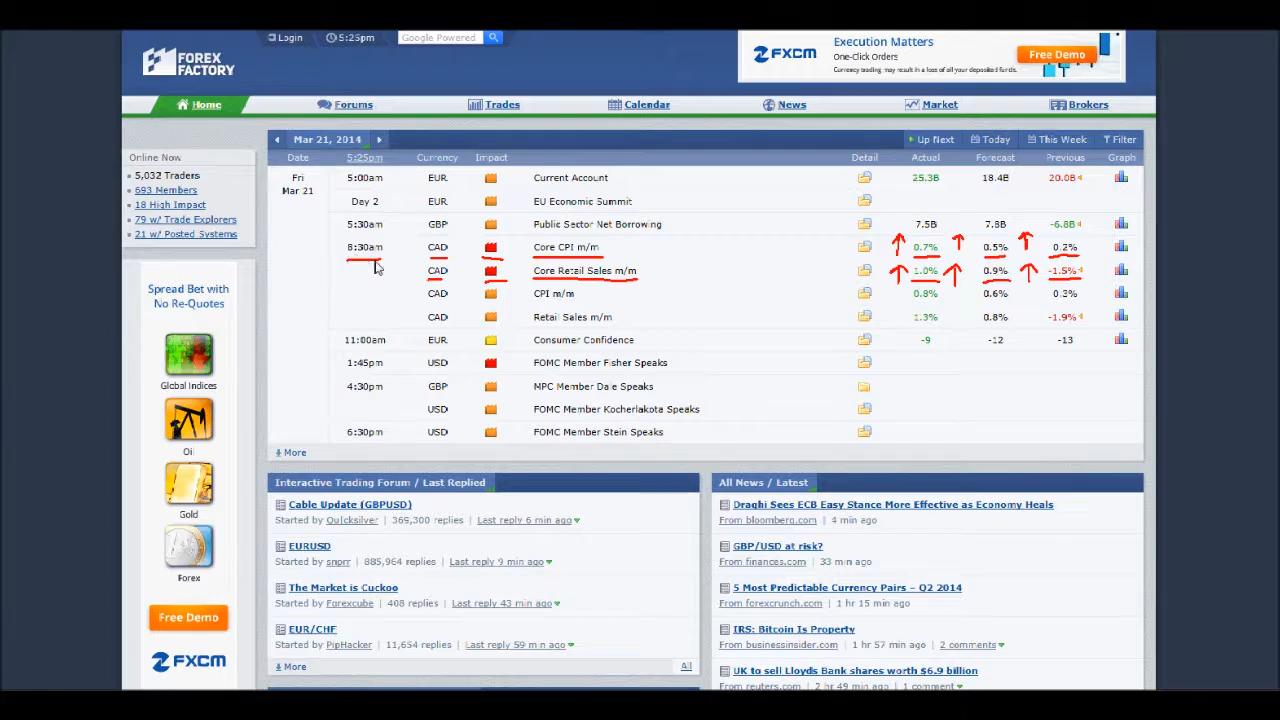 Login 5:25pm Google Powered
FOREX
FACTORY
FXCM
Execution Matters
One-Click Orders
Currency trading may result in a loss of all your deposited funds.
Free Demo
Home Forums Trades Calendar News Market Brokers
Online Now
5,032 Traders
693 Members
18 High Impact
79 w/ Trade Explorers
21 w/ Posted Systems
Spread Bet with
No Re-Quotes
Global Indices
Oil
Gold
Forex
Free Demo
FXCM
Mar 21, 2014 Up Next Today This Week Filter
Date 5:25pm Currency Impact Detail Actual Forecast Previous Graph
Fri 5:00am EUR Current Account 25.3B 18.4B 20.0B
Mar 21
Day 2 EUR EU Economic Summit
5:30am GBP Public Sector Net Borrowing 7.5B 7.8B -6.8B
8:30am CAD Core CPI m/m 0.7% 0.5% 0.2%
CAD Core Retail Sales m/m 1.0% 0.9% -1.5%
CAD CPI m/m 0.8% 0.6% 0.3%
CAD Retail Sales m/m 1.3% 0.8% -1.9%
11:00am EUR Consumer Confidence -9 -12 -13
1:45pm USD FOMC Member Fisher Speaks
4:30pm GBP MPC Member Dale Speaks
USD FOMC Member Kocherlakota Speaks
6:30pm USD FOMC Member Stein Speaks
More
Interactive Trading Forum / Last Replied
Cable Update (GBPUSD)
Started by Quicksilver | 369,300 replies | Last reply 6 min ago
EURUSD
Started by snprr | 885,964 replies | Last reply 9 min ago
The Market is Cuckoo
Started by Forexcube | 408 replies | Last reply 43 min ago
EUR/CHF
Started by PipHacker | 11,654 replies | Last reply 59 min ago
More All
All News / Latest
Draghi Sees ECB Easy Stance More Effective as Economy Heals
From bloomberg.com | 4 min ago
GBP/USD at risk?
From finances.com | 33 min ago
5 Most Predictable Currency Pairs – Q2 2014
From forexcrunch.com | 1 hr 15 min ago
IRS: Bitcoin Is Property
From businessinsider.com | 1 hr 57 min ago | 2 comments
UK to sell Lloyds Bank shares worth $6.9 billion
From reuters.com | 2 hr 49 min ago | 1 comment